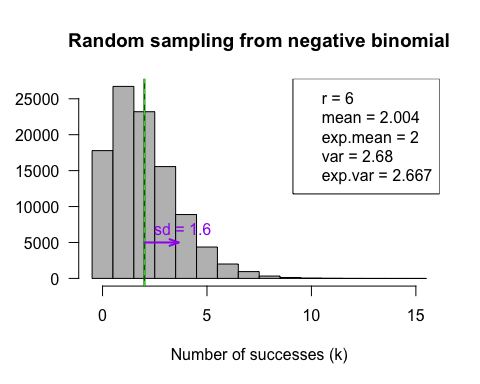 Random sampling from negative binomial
25000
20000
15000
10000
5000
0
r = 6
mean = 2.004
exp.mean = 2
var = 2.68
exp.var = 2.667
sd = 1.6
0 5 10 15
Number of successes (k)